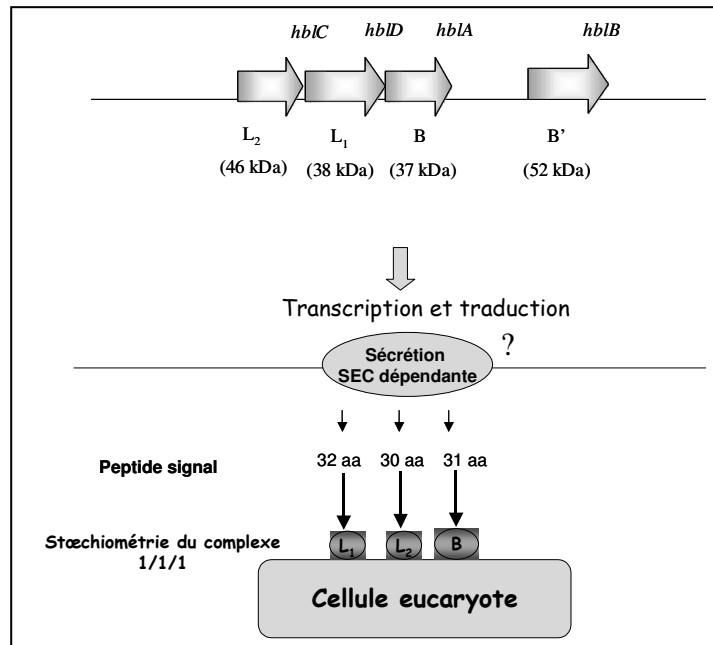 hblC hblD hblA hblB
L₂ L₁ B B’
(46 kDa) (38 kDa) (37 kDa) (52 kDa)
Transcription et traduction
Sécrétion ?
SEC dépendante
Peptide signal 32 aa 30 aa 31 aa
Stœchiométrie du complexe
1/1/1
L₁ L₂ B
Cellule eucaryote